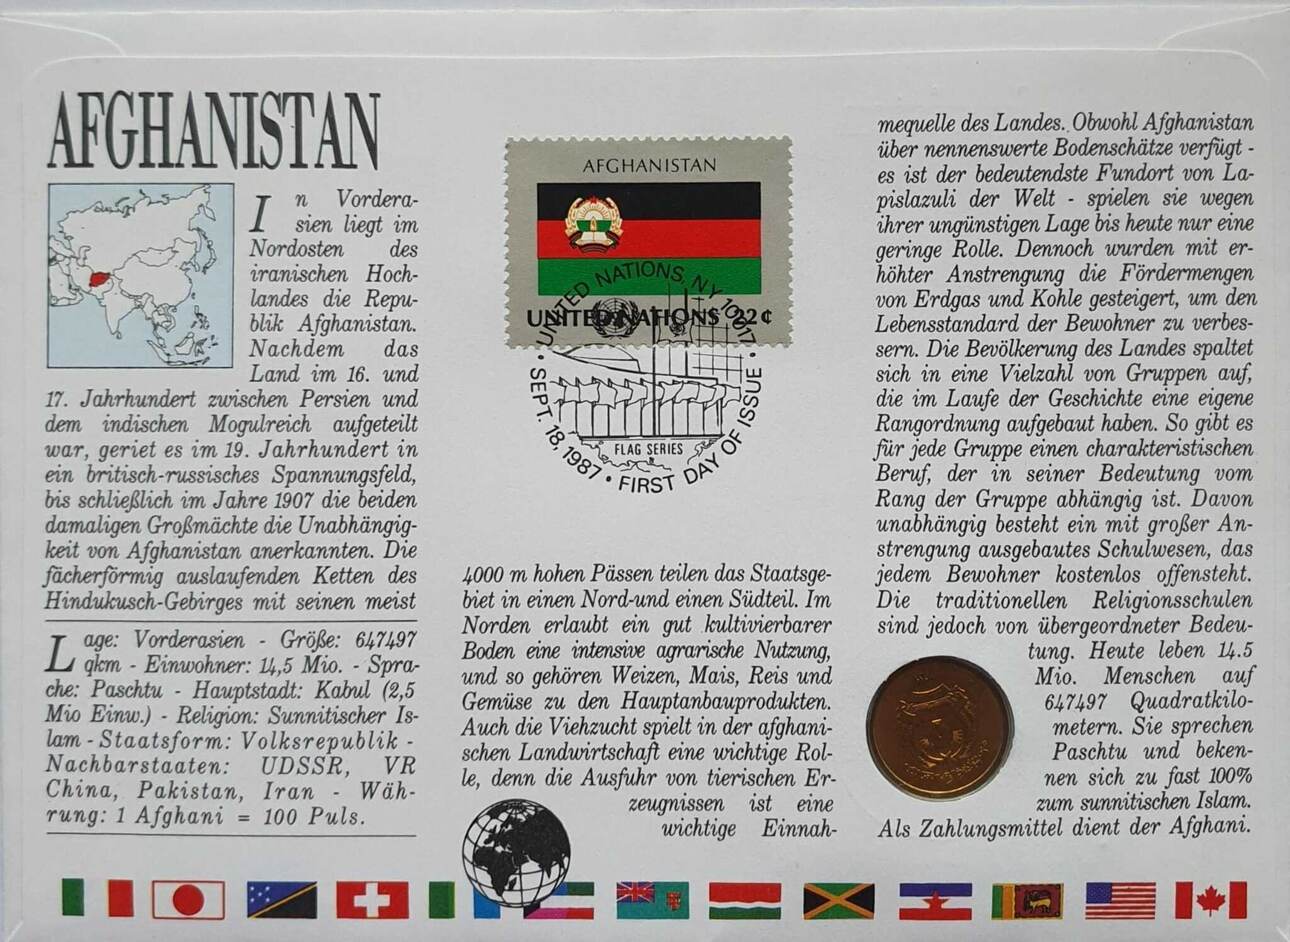 AFGHANISTAN
In Vordera-
sien liegt im
Nordosten des
iranischen Hoch-
landes die Repu-
blik Afghanistan.
Nachdem das
Land im 16. und
17. Jahrhundert zwischen Persien und
dem indischen Mogulreich aufgeteilt
war, geriet es im 19. Jahrhundert in
ein britisch-russisches Spannungsfeld,
bis schließlich im Jahre 1907 die beiden
damaligen Großmächte die Unabhängig-
keit von Afghanistan anerkannten. Die
fächerförmig auslaufenden Ketten des
Hindukusch-Gebirges mit seinen meist
Lage: Vorderasien - Größe: 647497
qkm - Einwohner: 14,5 Mio. - Spra-
che: Paschtu - Hauptstadt: Kabul (2,5
Mio Einw.) - Religion: Sunnitischer Is-
lam - Staatsform: Volksrepublik -
Nachbarstaaten: UDSSR, VR
China, Pakistan, Iran - Wäh-
rung: 1 Afghani = 100 Puls.
AFGHANISTAN
UNITED NATIONS 22¢
UNITED NATIONS, N.Y. 10017
FLAG SERIES
SEPT. 18, 1987 • FIRST DAY OF ISSUE
4000 m hohen Pässen teilen das Staatsge-
biet in einen Nord-und einen Südteil. Im
Norden erlaubt ein gut kultivierbarer
Boden eine intensive agrarische Nutzung,
und so gehören Weizen, Mais, Reis und
Gemüse zu den Hauptanbauprodukten.
Auch die Viehzucht spielt in der afghani-
schen Landwirtschaft eine wichtige Rol-
le, denn die Ausfuhr von tierischen Er-
zeugnissen ist eine
wichtige Einnah-
mequelle des Landes. Obwohl Afghanistan
über nennenswerte Bodenschätze verfügt -
es ist der bedeutendste Fundort von La-
pislazuli der Welt - spielen sie wegen
ihrer ungünstigen Lage bis heute nur eine
geringe Rolle. Dennoch wurden mit er-
höhter Anstrengung die Fördermengen
von Erdgas und Kohle gesteigert, um den
Lebensstandard der Bewohner zu verbes-
sern. Die Bevölkerung des Landes spaltet
sich in eine Vielzahl von Gruppen auf,
die im Laufe der Geschichte eine eigene
Rangordnung aufgebaut haben. So gibt es
für jede Gruppe einen charakteristischen
Beruf, der in seiner Bedeutung vom
Rang der Gruppe abhängig ist. Davon
unabhängig besteht ein mit großer An-
strengung ausgebautes Schulwesen, das
jedem Bewohner kostenlos offensteht.
Die traditionellen Religionsschulen
sind jedoch von übergeordneter Bedeu-
tung. Heute leben 14.5
Mio. Menschen auf
647497 Quadratkilo-
metern. Sie sprechen
Paschtu und beken-
nen sich zu fast 100%
zum sunnitischen Islam.
Als Zahlungsmittel dient der Afghani.